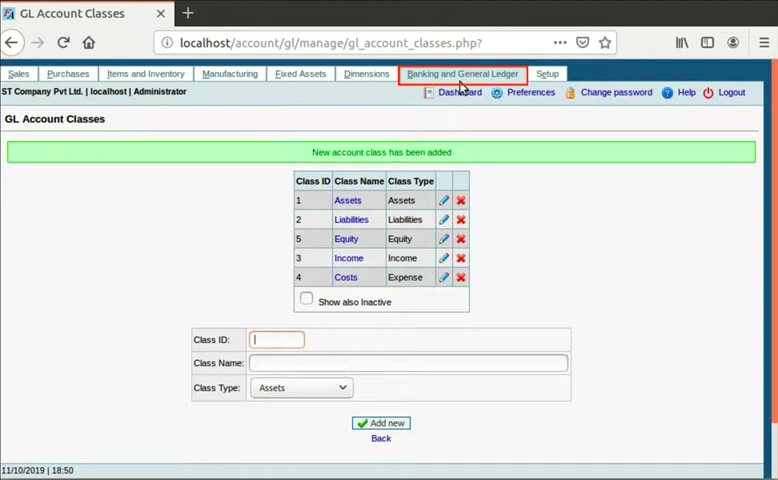 GL Account Classes
localhost/account/gl/manage/gl_account_classes.php?
Sales Purchases Items and Inventory Manufacturing Fixed Assets Dimensions Banking and General Ledger Setup
ST Company Pvt Ltd. | localhost | Administrator Dashboard Preferences Change password Help Logout
GL Account Classes
New account class has been added
Class ID Class Name Class Type
1 Assets Assets
2 Liabilities Liabilities
5 Equity Equity
3 Income Income
4 Costs Expense
Show also Inactive
Class ID:
Class Name:
Class Type: Assets
Add new
Back
11/10/2019 | 18:50